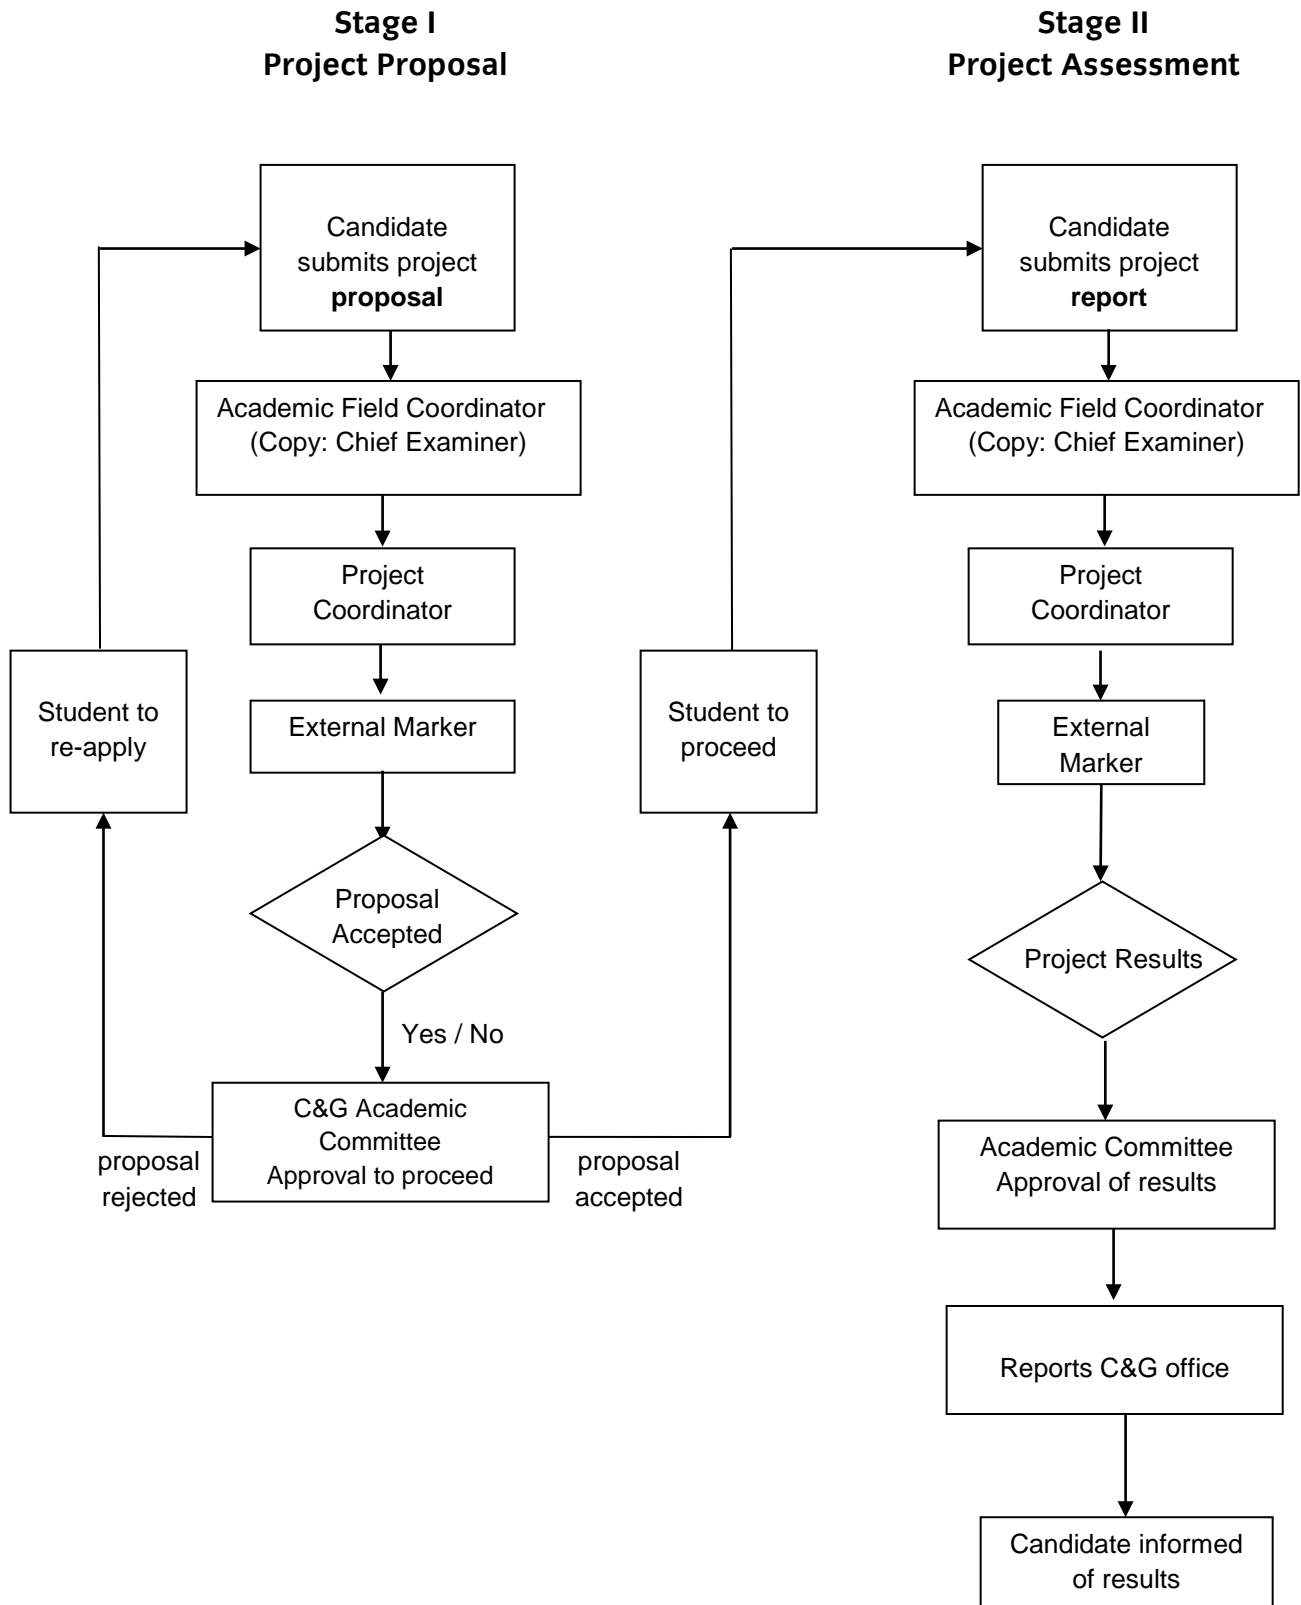 Stage I
Project Proposal
Candidate
submits project
proposal
Academic Field Coordinator
(Copy: Chief Examiner)
Project
Coordinator
Student to
re-apply
External Marker
Proposal
Accepted
Yes / No
C&G Academic
Committee
Approval to proceed
proposal
rejected
proposal
accepted
Student to
proceed
Stage II
Project Assessment
Candidate
submits project
report
Academic Field Coordinator
(Copy: Chief Examiner)
Project
Coordinator
External
Marker
Project Results
Academic Committee
Approval of results
Reports C&G office
Candidate informed
of results